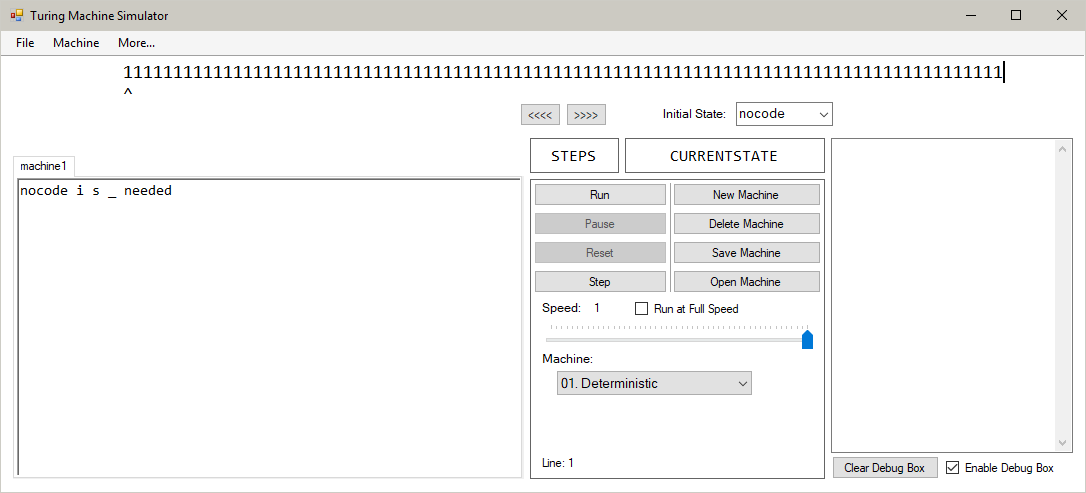 Turing Machine Simulator
File Machine More...
1111111111111111111111111111111111111111111111111111111111111111111111111111111111111111
^
<<<< >>>> Initial State: nocode
machine1
STEPS CURRENTSTATE
nocode i s _ needed
Run New Machine
Pause Delete Machine
Reset Save Machine
Step Open Machine
Speed: 1 Run at Full Speed
Machine:
01. Deterministic
Line: 1
Clear Debug Box Enable Debug Box